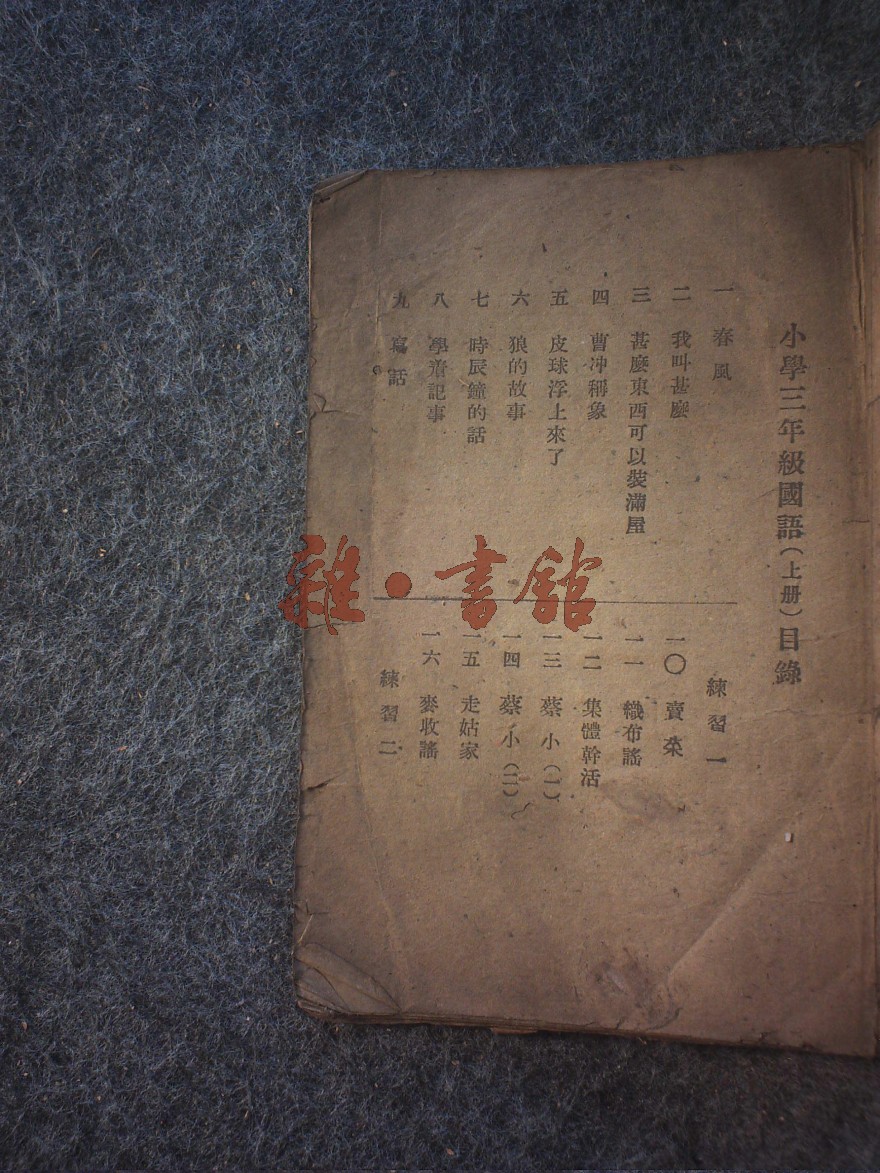 小學三年級國語(上册)目錄
一 春風
二 我叫甚麼
三 甚麼東西可以裝滿屋
四 曹冲稱象
五 皮球浮上來了
六 狼的故事
七 時辰鐘的話
八 學着記事
九 寫話
練習一
一〇 賣菜
一一 織布謠
一二 集體幹活
一三 蔡小(一)
一四 蔡小(二)
一五 走姑家
一六 麥收謠
練習二
雜·書館